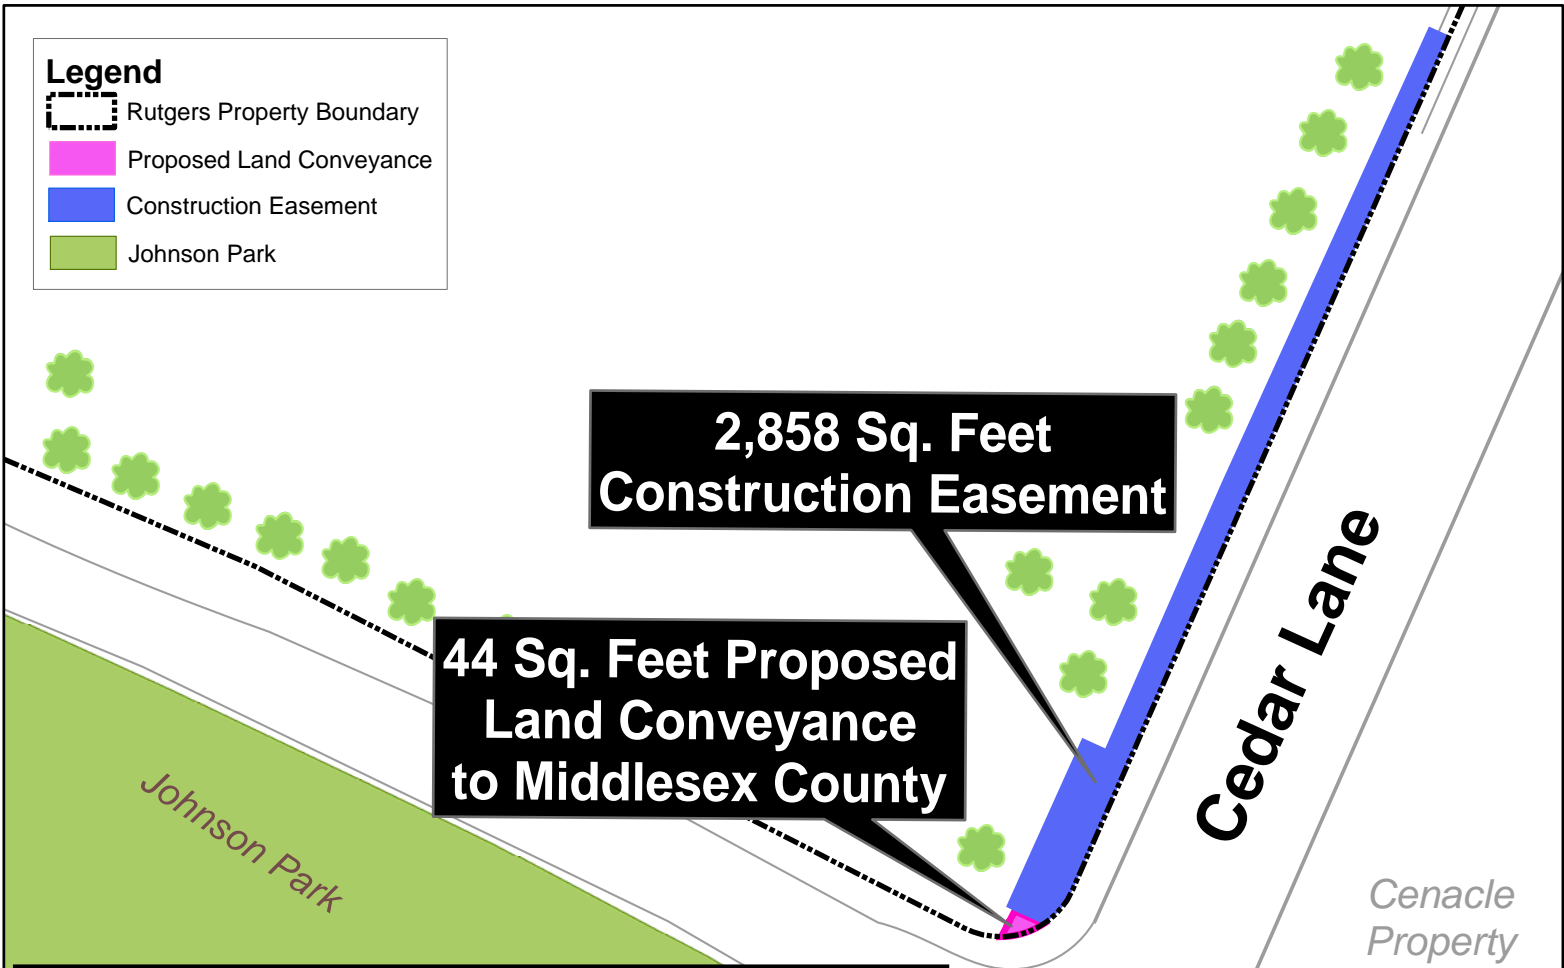 Legend
Rutgers Property Boundary
Proposed Land Conveyance
Construction Easement
Johnson Park
2,858 Sq. Feet
Construction Easement
44 Sq. Feet Proposed
Land Conveyance
to Middlesex County
Cedar Lane
Johnson Park
Cenacle
Property